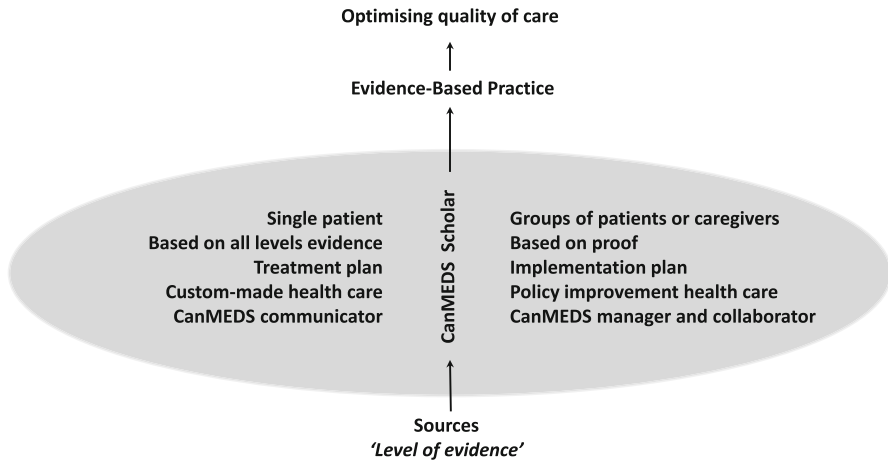 Optimising quality of care
Evidence-Based Practice
Single patient
Based on all levels evidence
Treatment plan
Custom-made health care
CanMEDS communicator
CanMEDS Scholar
Groups of patients or caregivers
Based on proof
Implementation plan
Policy improvement health care
CanMEDS manager and collaborator
Sources
‘Level of evidence’